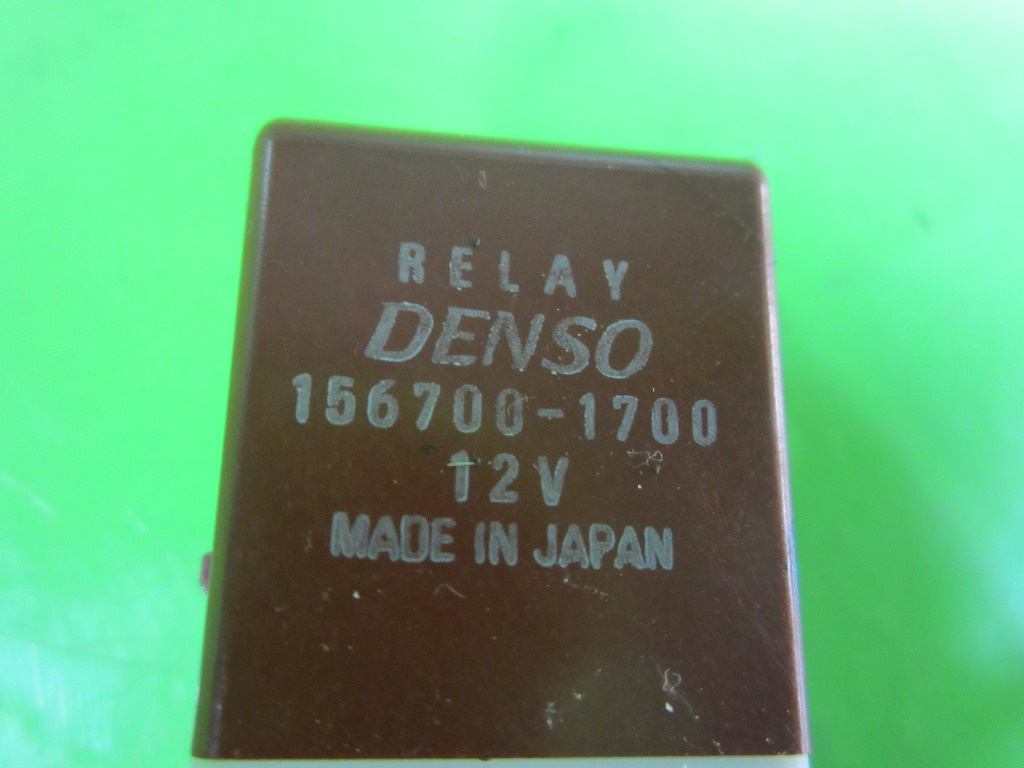 RELAY
DENSO
156700-1700
12V
MADE IN JAPAN